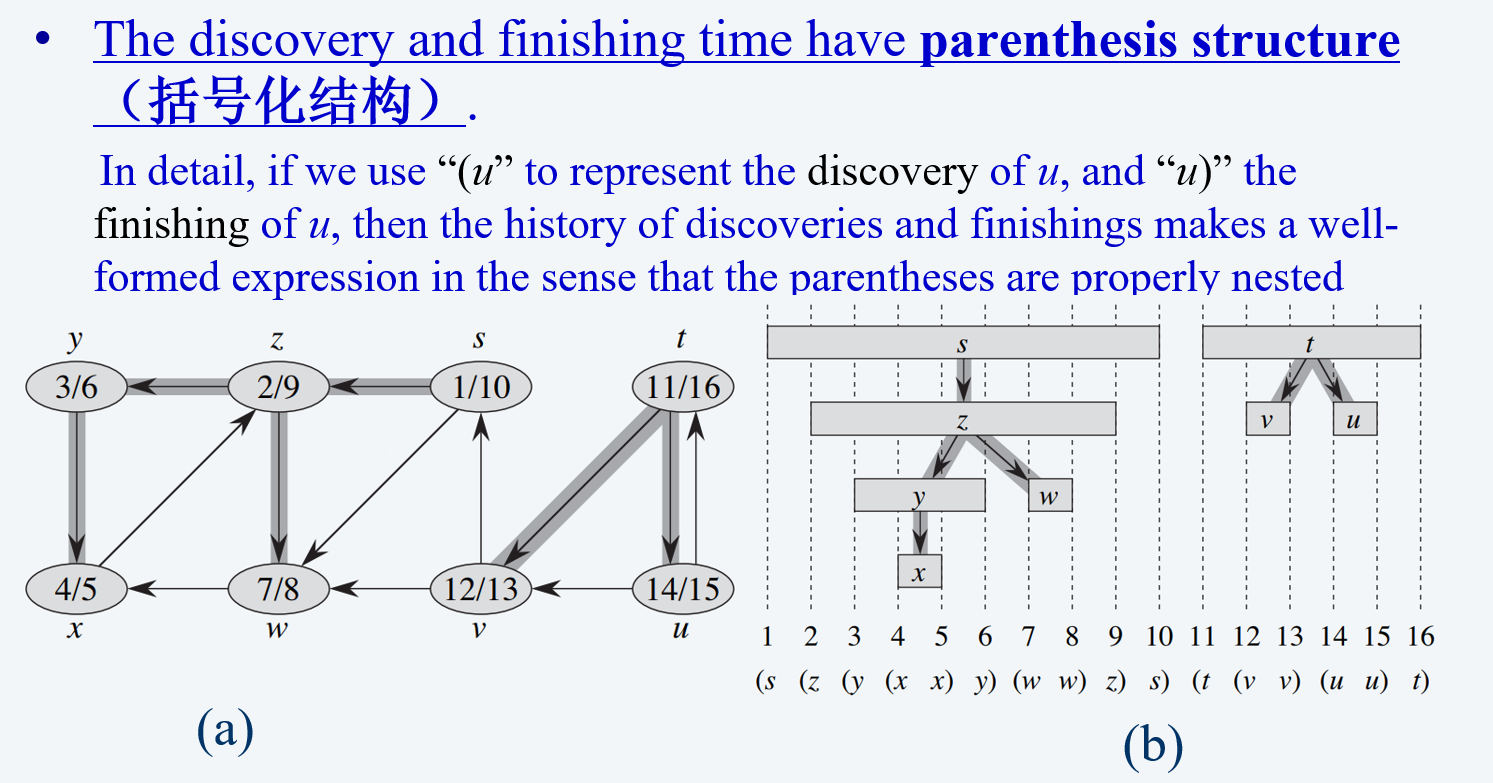 • The discovery and finishing time have parenthesis structure
（括号化结构）.
In detail, if we use “(u” to represent the discovery of u, and “u)” the
finishing of u, then the history of discoveries and finishings makes a well-
formed expression in the sense that the parentheses are properly nested
y z s t
3/6 2/9 1/10 11/16
4/5 7/8 12/13 14/15
x w v u
(a)
s t
z v u
y w
x
1 2 3 4 5 6 7 8 9 10 11 12 13 14 15 16
(s (z (y (x x) y) (w w) z) s) (t (v v) (u u) t)
(b)